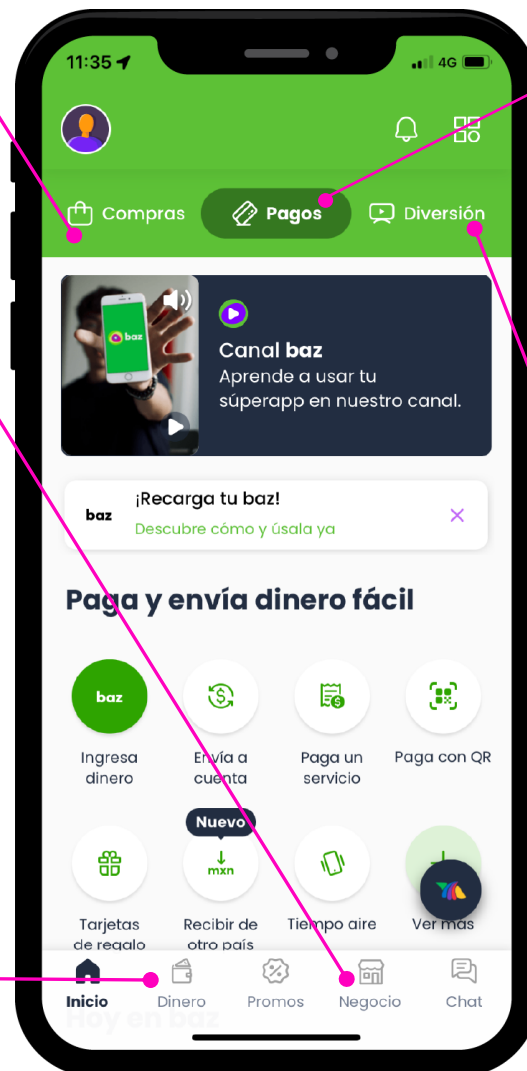 11:35
4G
Compras
Pagos
Diversión
baz
Canal baz
Aprende a usar tu
súperapp en nuestro canal.
baz
¡Recarga tu baz!
Descubre cómo y úsala ya
Paga y envía dinero fácil
baz
Ingresa
dinero
Envía a
cuenta
Paga un
servicio
Paga con QR
Nuevo
mxn
Tarjetas
de regalo
Recibir de
otro país
Tiempo aire
Ver más
Inicio
Dinero
Promos
Negocio
Chat
Hoy en baz